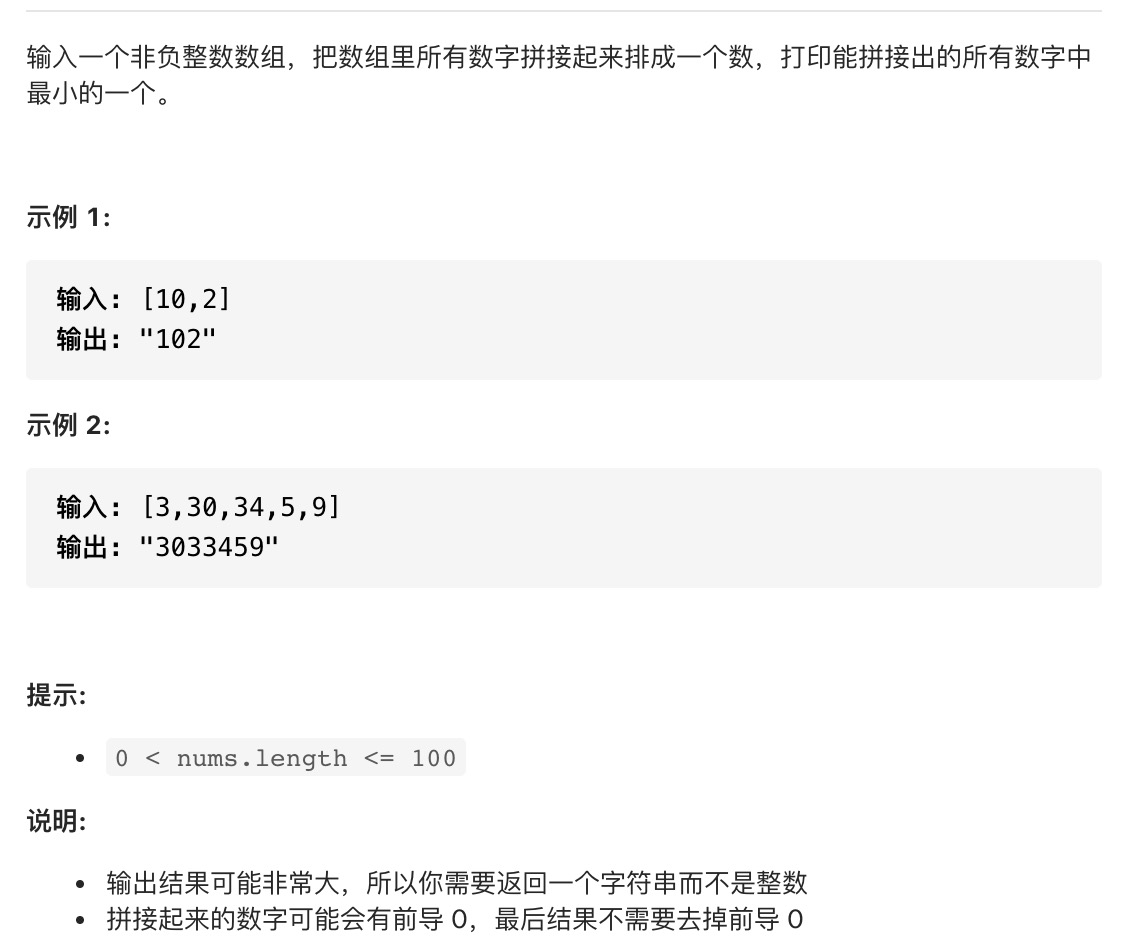 输入一个非负整数数组，把数组里所有数字拼接起来排成一个数，打印能拼接出的所有数字中
最小的一个。
示例 1:
输入: [10,2]
输出: "102"
示例 2:
输入: [3,30,34,5,9]
输出: "3033459"
提示:
• 0 < nums.length <= 100
说明:
• 输出结果可能非常大，所以你需要返回一个字符串而不是整数
• 拼接起来的数字可能会有前导 0，最后结果不需要去掉前导 0